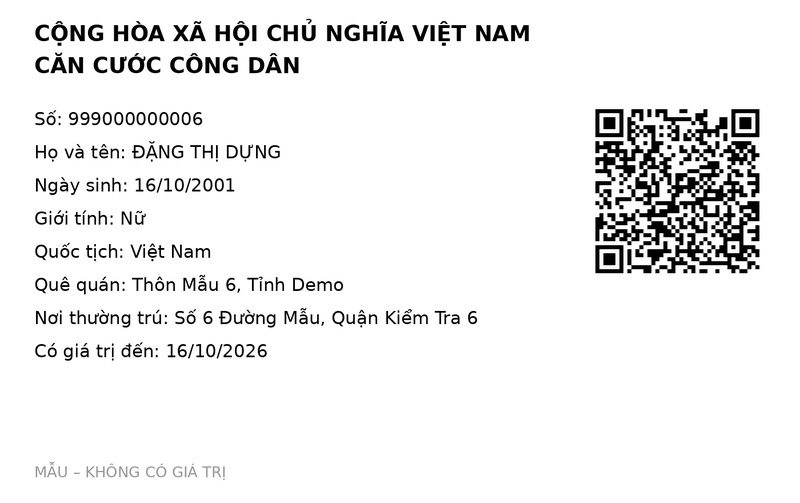 CỘNG HÒA XÃ HỘI CHỦ NGHĨA VIỆT NAM
CĂN CƯỚC CÔNG DÂN
Số: 999000000006
Họ và tên: ĐẶNG THỊ DỰNG
Ngày sinh: 16/10/2001
Giới tính: Nữ
Quốc tịch: Việt Nam
Quê quán: Thôn Mẫu 6, Tỉnh Demo
Nơi thường trú: Số 6 Đường Mẫu, Quận Kiểm Tra 6
Có giá trị đến: 16/10/2026
MẪU – KHÔNG CÓ GIÁ TRỊ